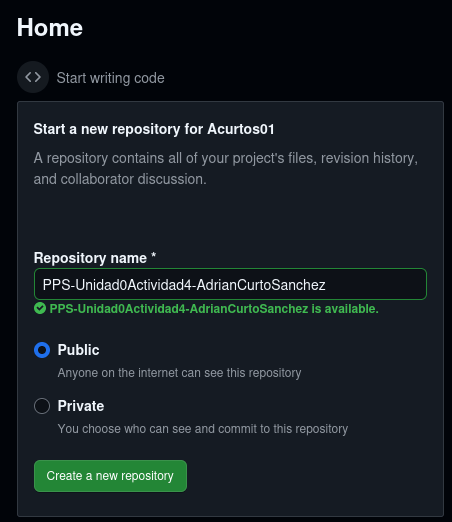 Home
Start writing code
Start a new repository for Acurtos01
A repository contains all of your project's files, revision history,
and collaborator discussion.
Repository name *
PPS-Unidad0Actividad4-AdrianCurtoSanchez
PPS-Unidad0Actividad4-AdrianCurtoSanchez is available.
Public
Anyone on the internet can see this repository
Private
You choose who can see and commit to this repository
Create a new repository